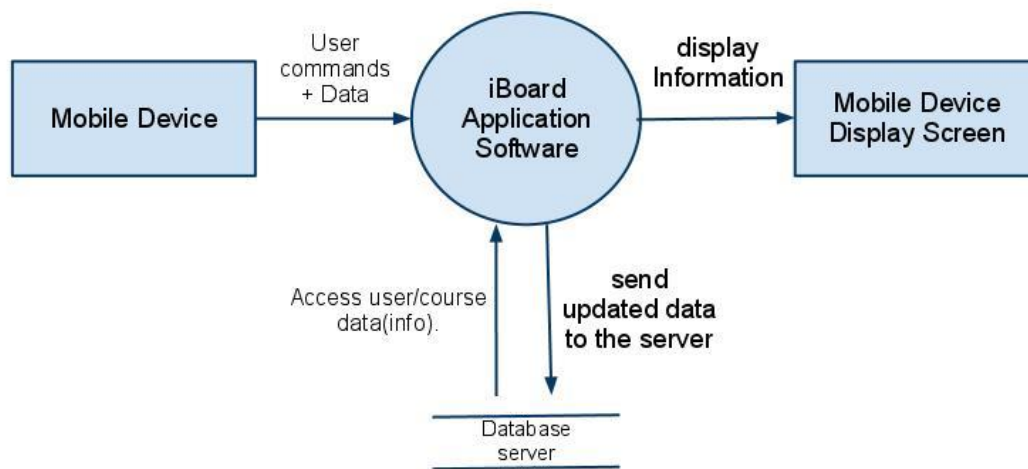 Mobile Device
User
commands
+ Data
iBoard
Application
Software
display
Information
Mobile Device
Display Screen
Access user/course
data(info).
send
updated data
to the server
Database
server